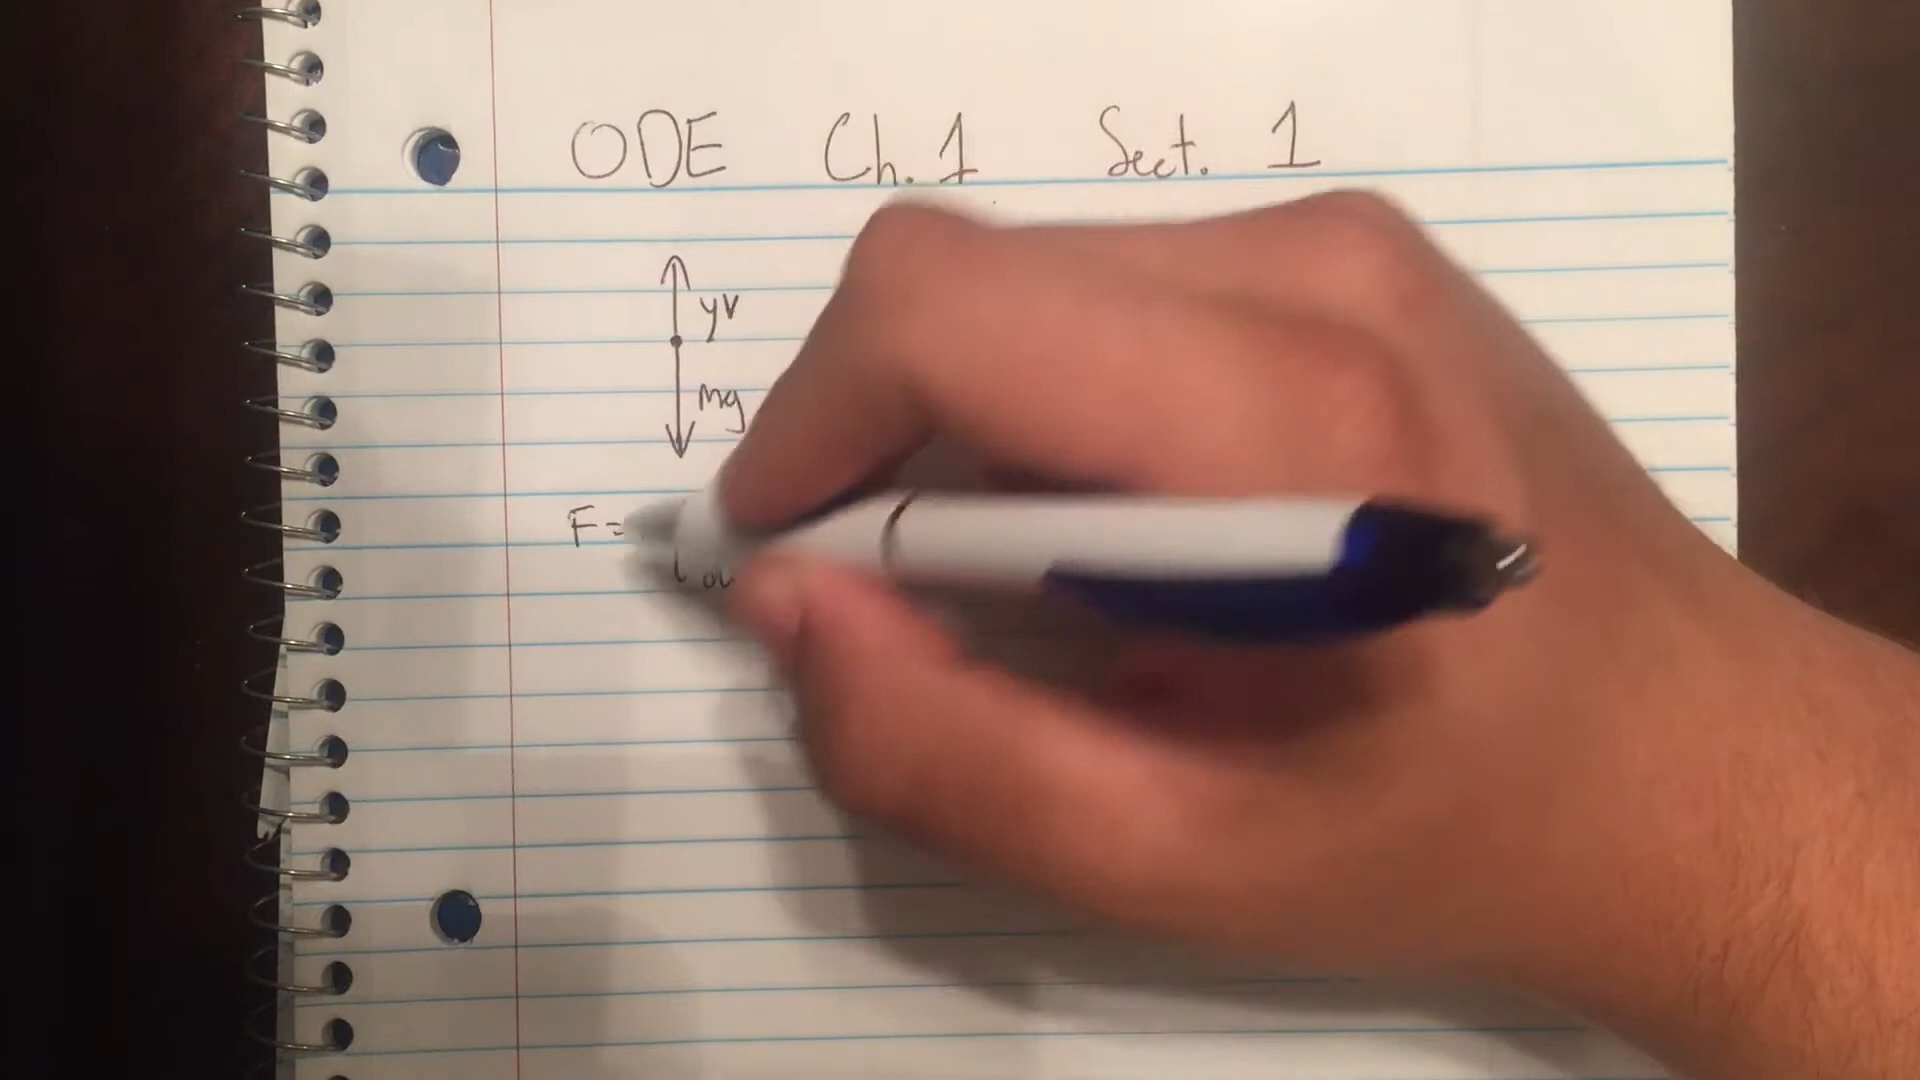 ODE Ch. 1 Sect. 1
γV
mg
F=